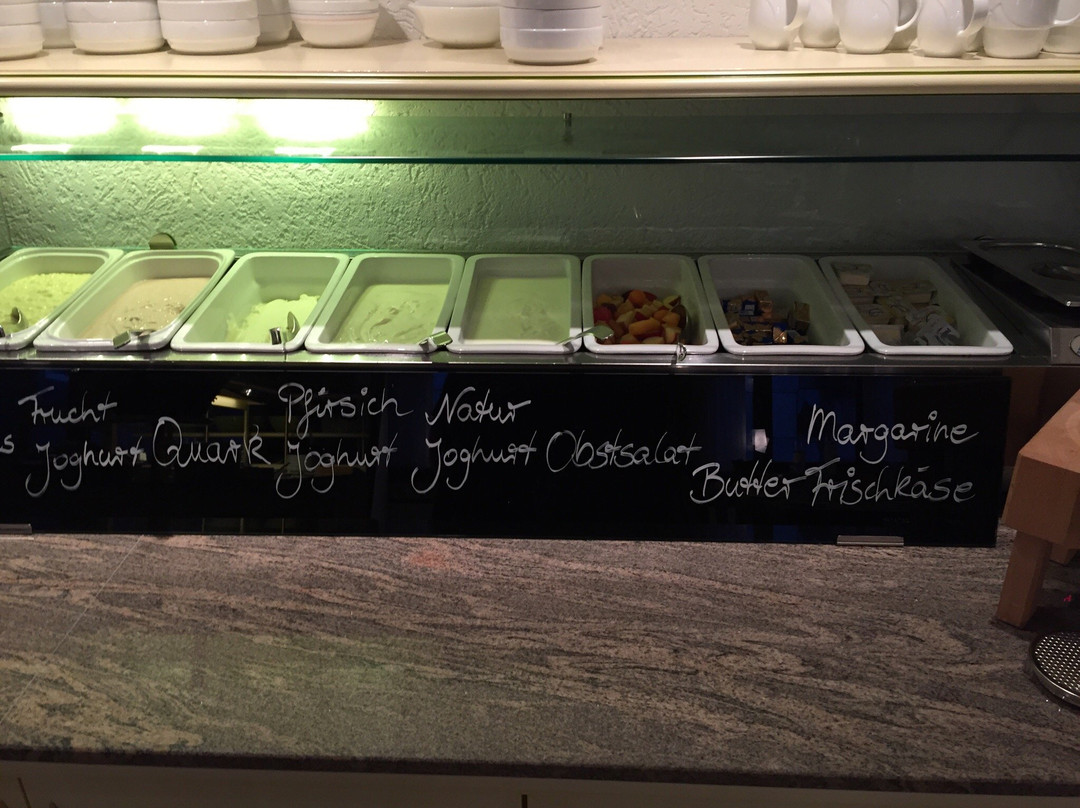 Frucht
Joghurt
Quark
Pfirsich
Joghurt
Natur
Joghurt
Obstsalat
Margarine
Butter Frischkäse